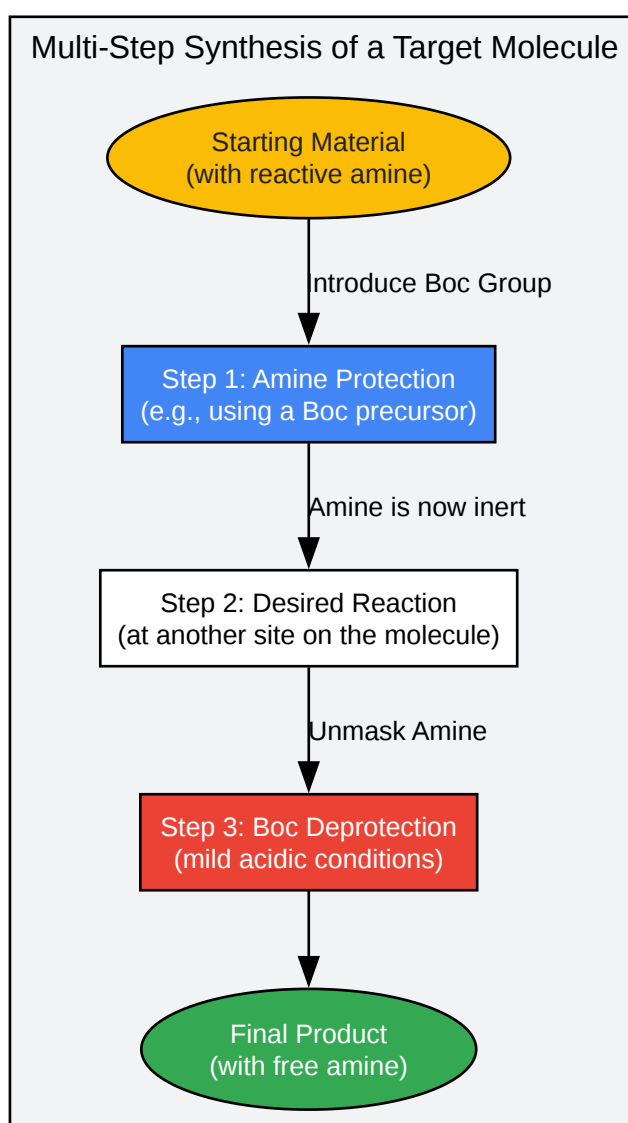 Multi-Step Synthesis of a Target Molecule
Starting Material
(with reactive amine)
Introduce Boc Group
Step 1: Amine Protection
(e.g., using a Boc precursor)
Amine is now inert
Step 2: Desired Reaction
(at another site on the molecule)
Unmask Amine
Step 3: Boc Deprotection
(mild acidic conditions)
Final Product
(with free amine)